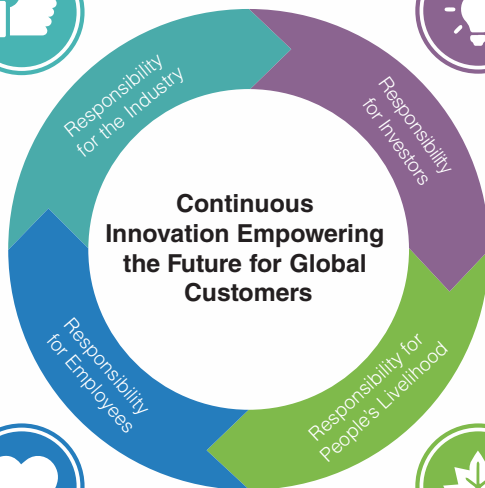 Responsibility
for the Industry
Responsibility
for Investors
Continuous
Innovation Empowering
the Future for Global
Customers
Responsibility
for Employees
Responsibility for
People's Livelihood